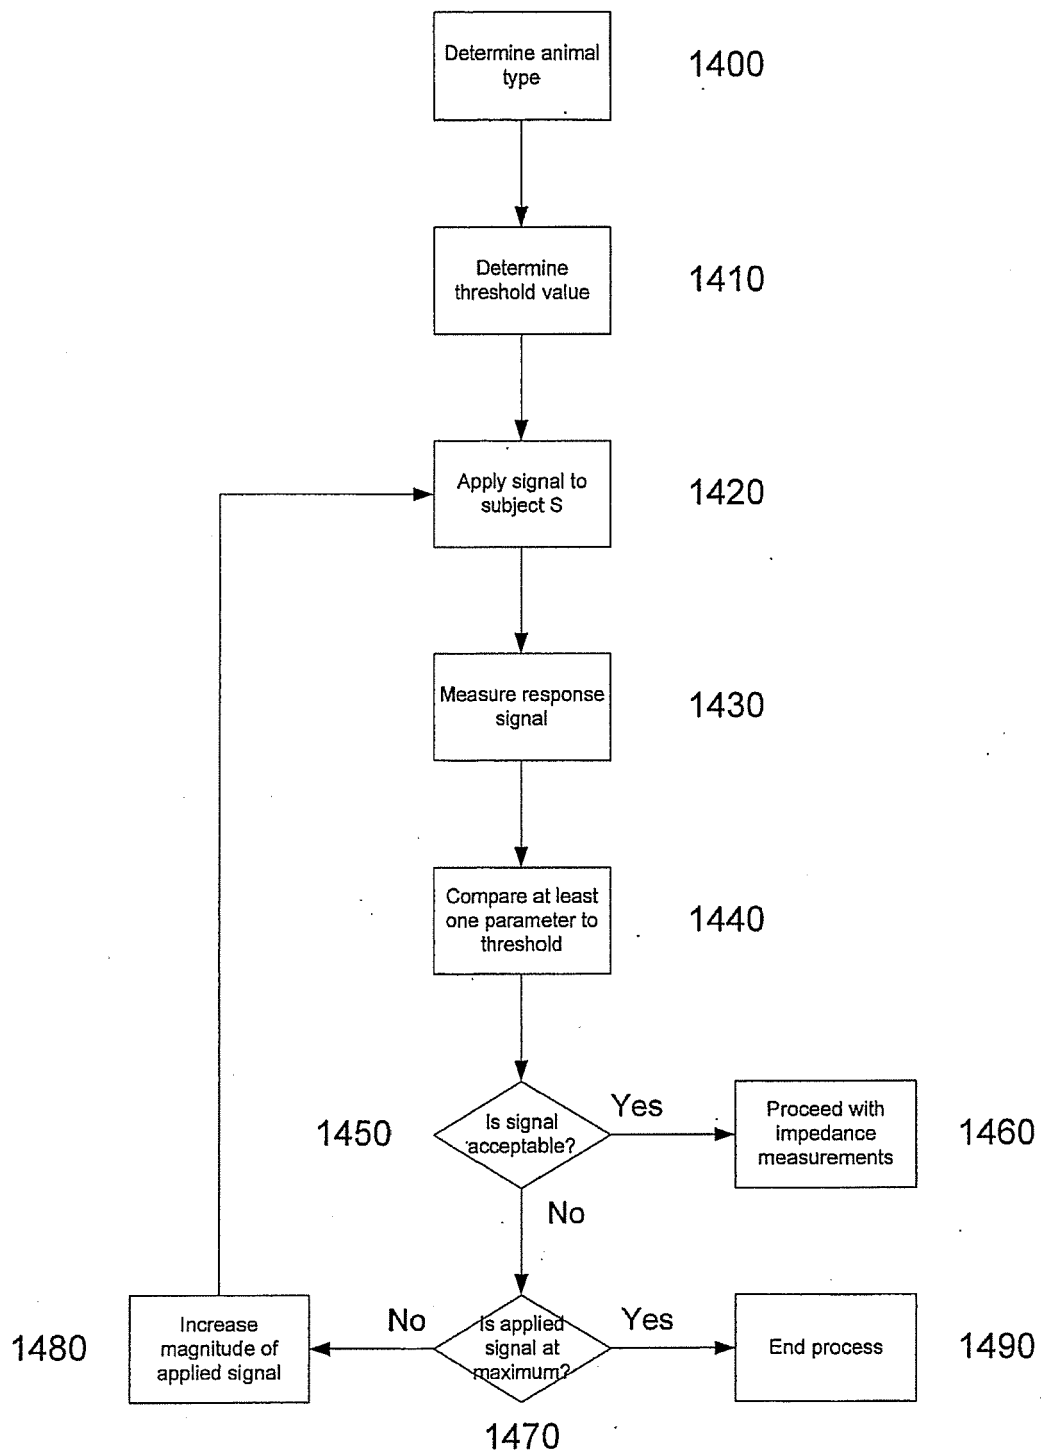 Determine animal
type
1400
Determine
threshold value
1410
Apply signal to
subject S
1420
Measure response
signal
1430
Compare at least
one parameter to
threshold
1440
1450
Is signal
acceptable?
Yes
Proceed with
impedance
measurements
1460
No
1480
Increase
magnitude of
applied signal
No
Is applied
signal at
maximum?
Yes
End process
1490
1470